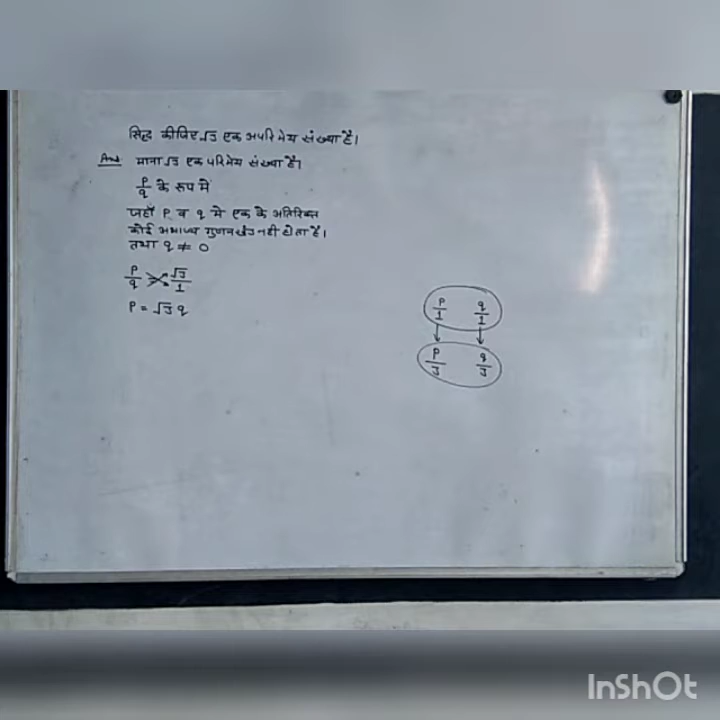 सिद्ध कीजिए √3 एक अपरिमेय संख्या है।
Ans: माना √3 एक परिमेय संख्या है।
p/q के रूप में
जहाँ P व q मे एक के अतिरिक्त
कोई अभाज्य गुणनखंड नही होता है।
तथा q ≠ 0
p/q √3/1
P = √3 q
P/1 q/1
P/3 q/3
InShOt